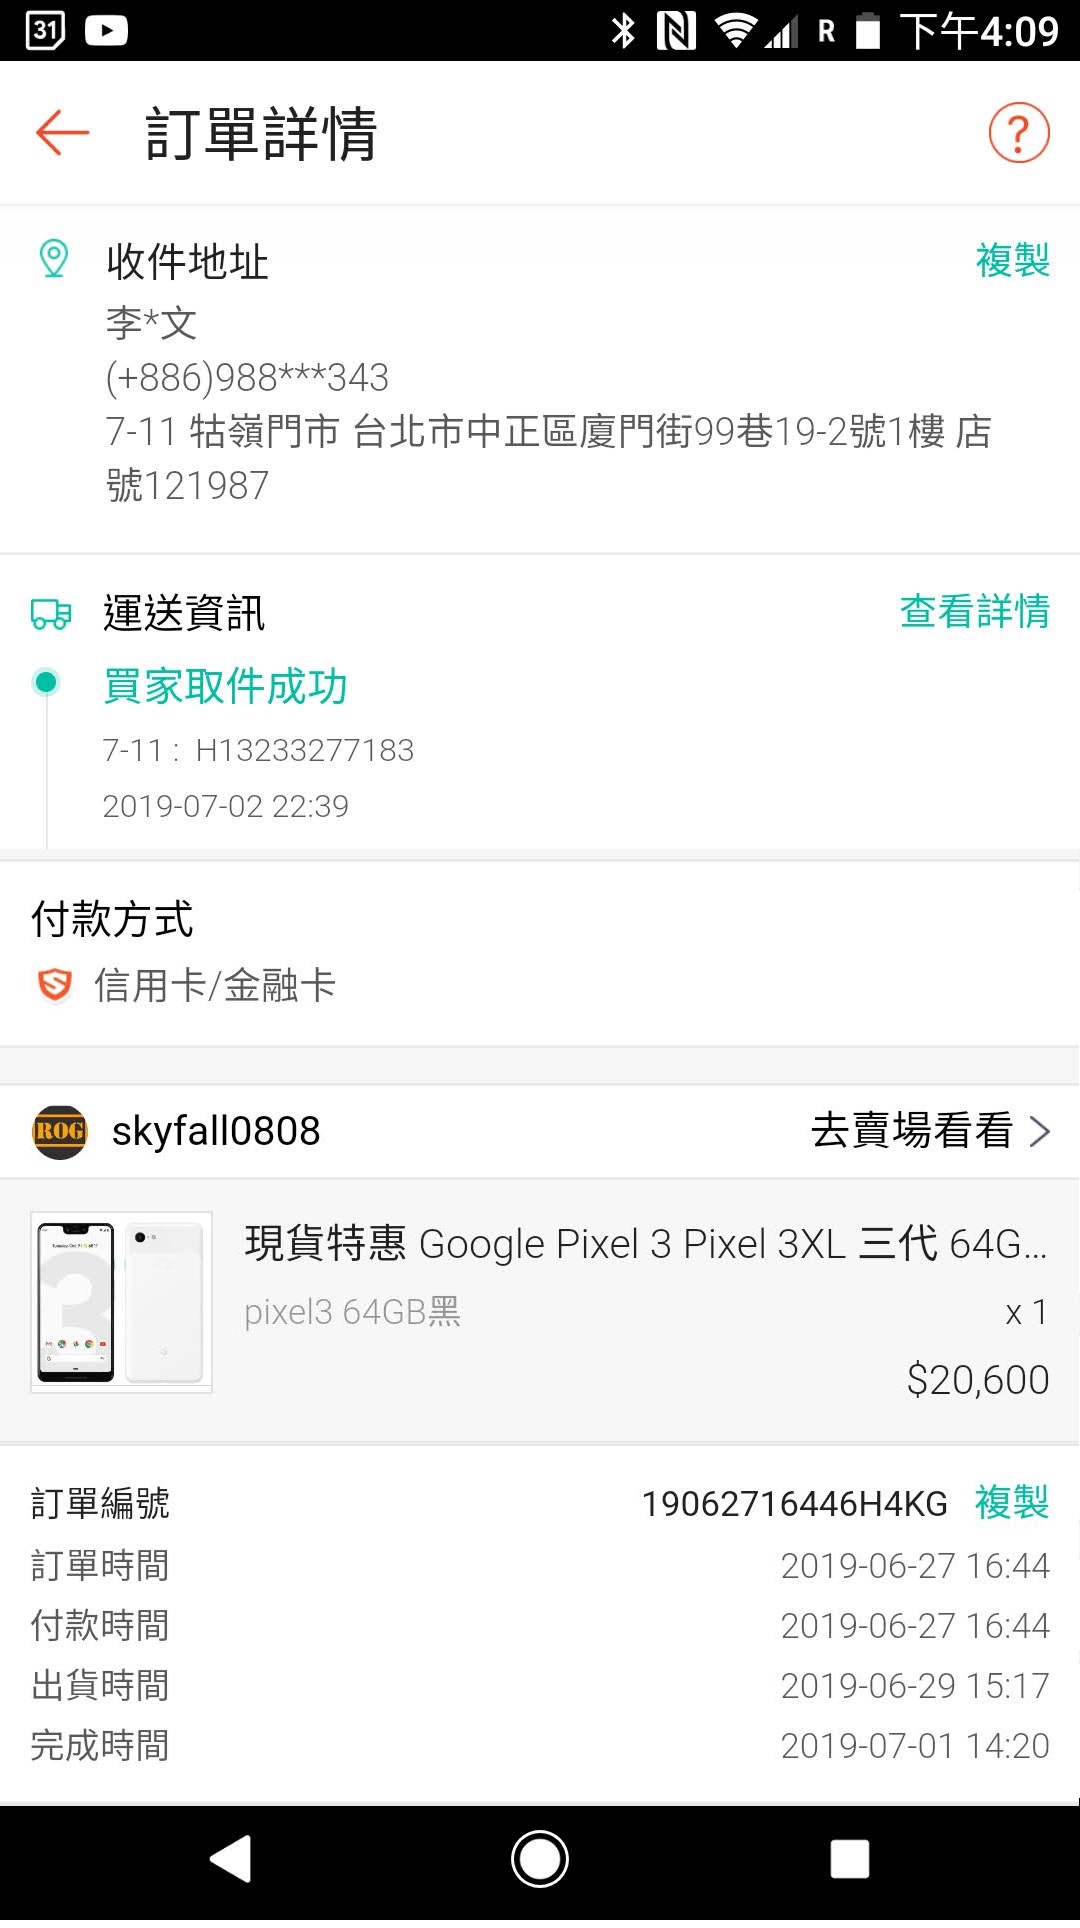 31
R
下午4:09
訂單詳情
?
收件地址
複製
李*文
(+886)988***343
7-11 牯嶺門市 台北市中正區廈門街99巷19-2號1樓 店
號121987
運送資訊
查看詳情
買家取件成功
7-11 : H13233277183
2019-07-02 22:39
付款方式
信用卡/金融卡
ROG
skyfall0808
去賣場看看
現貨特惠 Google Pixel 3 Pixel 3XL 三代 64G...
pixel3 64GB黑
x 1
$20,600
訂單編號
19062716446H4KG
複製
訂單時間
2019-06-27 16:44
付款時間
2019-06-27 16:44
出貨時間
2019-06-29 15:17
完成時間
2019-07-01 14:20